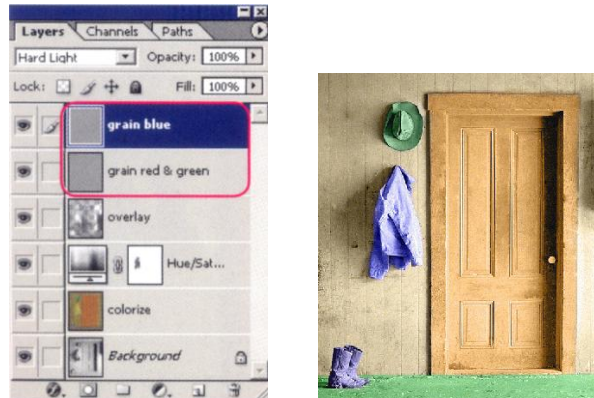 Layers Channels Paths
Hard Light Opacity: 100%
Lock: Fill: 100%
grain blue
grain red & green
overlay
Hue/Sat...
colorize
Background